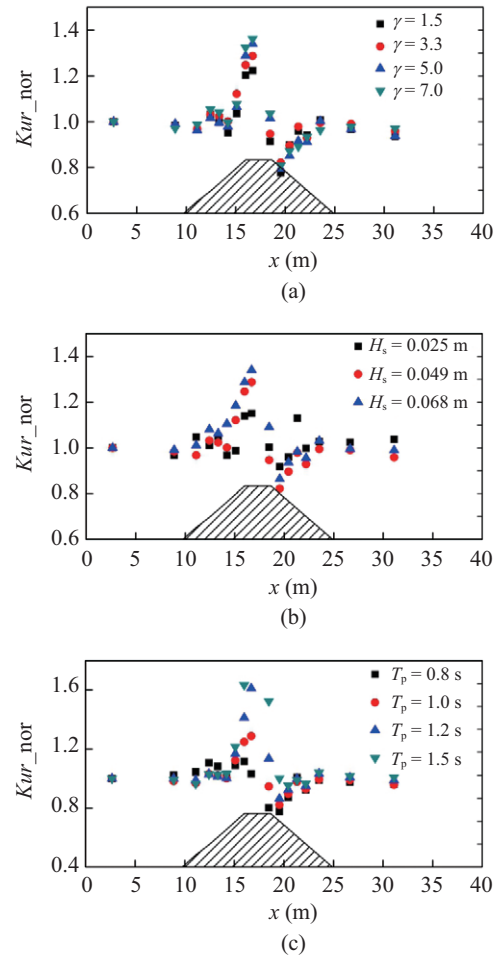 1.4
1.2
1.0
0.8
0.6
Kur_nor
γ = 1.5
γ = 3.3
γ = 5.0
γ = 7.0
0 5 10 15 20 25 30 35 40
x (m)
(a)
1.4
1.2
1.0
0.8
0.6
Kur_nor
Hs = 0.025 m
Hs = 0.049 m
Hs = 0.068 m
0 5 10 15 20 25 30 35 40
x (m)
(b)
1.6
1.2
0.8
0.4
Kur_nor
Tp = 0.8 s
Tp = 1.0 s
Tp = 1.2 s
Tp = 1.5 s
0 5 10 15 20 25 30 35 40
x (m)
(c)